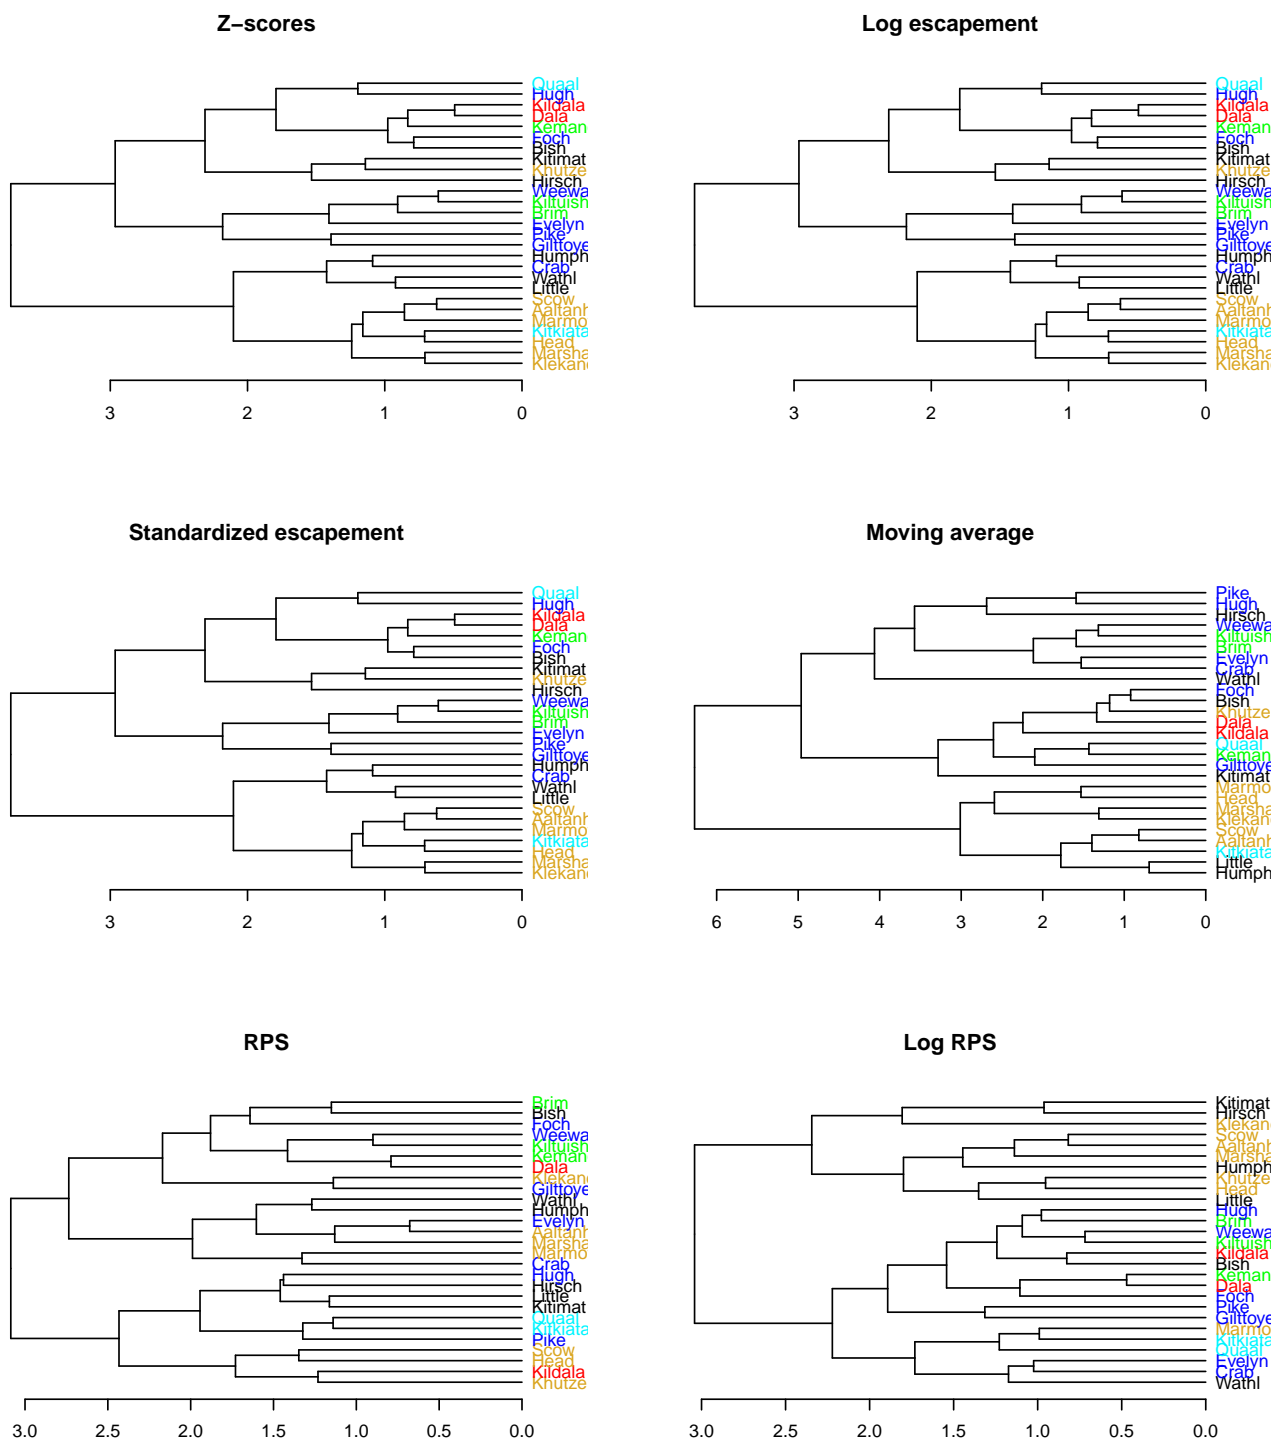 Z−scores
Quaal
Hugh
Kildala
Dala
Keman
Foch
Bish
Kitimat
Khutze
Hirsch
Weewa
Kiltuish
Brim
Evelyn
Pike
Gilttoye
Humph
Crab
Wathl
Little
Scow
Aaltanh
Marmo
Kitkiata
Head
Marsha
Klekane
3 2 1 0
Log escapement
Quaal
Hugh
Kildala
Dala
Keman
Foch
Bish
Kitimat
Khutze
Hirsch
Weewa
Kiltuish
Brim
Evelyn
Pike
Gilttoye
Humph
Crab
Wathl
Little
Scow
Aaltanh
Marmo
Kitkiata
Head
Marsha
Klekane
3 2 1 0
Standardized escapement
Quaal
Hugh
Kildala
Dala
Keman
Foch
Bish
Kitimat
Khutze
Hirsch
Weewa
Kiltuish
Brim
Evelyn
Pike
Gilttoye
Humph
Crab
Wathl
Little
Scow
Aaltanh
Marmo
Kitkiata
Head
Marsha
Klekane
3 2 1 0
Moving average
Pike
Hugh
Hirsch
Weewa
Kiltuish
Brim
Evelyn
Crab
Wathl
Foch
Bish
Khutze
Dala
Kildala
Quaal
Keman
Gilttoye
Kitimat
Marmo
Head
Marsha
Klekane
Scow
Aaltanh
Kitkiata
Little
Humph
6 5 4 3 2 1 0
RPS
Brim
Bish
Foch
Weewa
Kiltuish
Keman
Dala
Klekane
Gilttoye
Wathl
Humph
Evelyn
Aaltanh
Marsha
Marmo
Crab
Hugh
Hirsch
Little
Kitimat
Quaal
Kitkiata
Pike
Scow
Head
Kildala
Khutze
3.0 2.5 2.0 1.5 1.0 0.5 0.0
Log RPS
Kitimat
Hirsch
Klekane
Scow
Aaltanh
Marsha
Humph
Khutze
Head
Little
Hugh
Brim
Weewa
Kiltuish
Kildala
Bish
Keman
Dala
Foch
Pike
Gilttoye
Marmo
Kitkiata
Quaal
Evelyn
Crab
Wathl
3.0 2.5 2.0 1.5 1.0 0.5 0.0